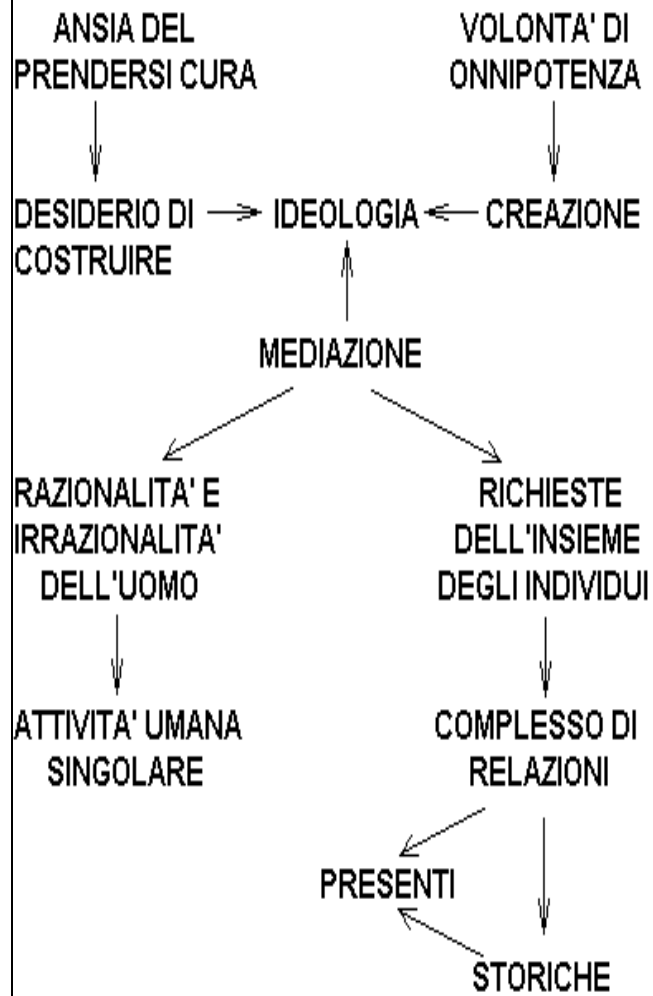 ANSIA DEL
PRENDERSI CURA
VOLONTA' DI
ONNIPOTENZA
DESIDERIO DI
COSTRUIRE
IDEOLOGIA
CREAZIONE
MEDIAZIONE
RAZIONALITA' E
IRRAZIONALITA'
DELL'UOMO
RICHIESTE
DELL'INSIEME
DEGLI INDIVIDUI
ATTIVITA' UMANA
SINGOLARE
COMPLESSO DI
RELAZIONI
PRESENTI
STORICHE